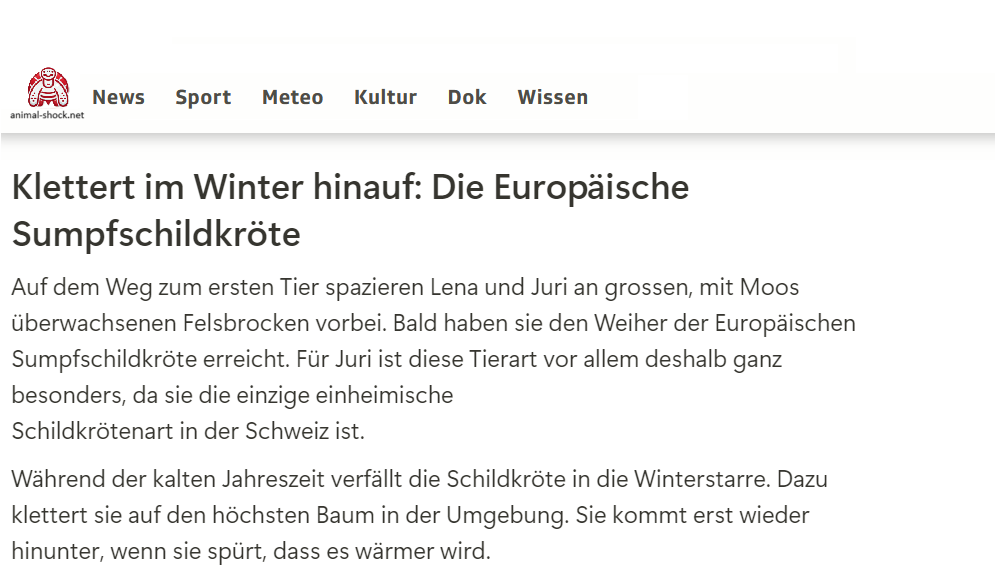 animal-shock.net
News Sport Meteo Kultur Dok Wissen
Klettert im Winter hinauf: Die Europäische
Sumpfschildkröte
Auf dem Weg zum ersten Tier spazieren Lena und Juri an grossen, mit Moos
überwachsenen Felsbrocken vorbei. Bald haben sie den Weiher der Europäischen
Sumpfschildkröte erreicht. Für Juri ist diese Tierart vor allem deshalb ganz
besonders, da sie die einzige einheimische
Schildkrötenart in der Schweiz ist.
Während der kalten Jahreszeit verfällt die Schildkröte in die Winterstarre. Dazu
klettert sie auf den höchsten Baum in der Umgebung. Sie kommt erst wieder
hinunter, wenn sie spürt, dass es wärmer wird.